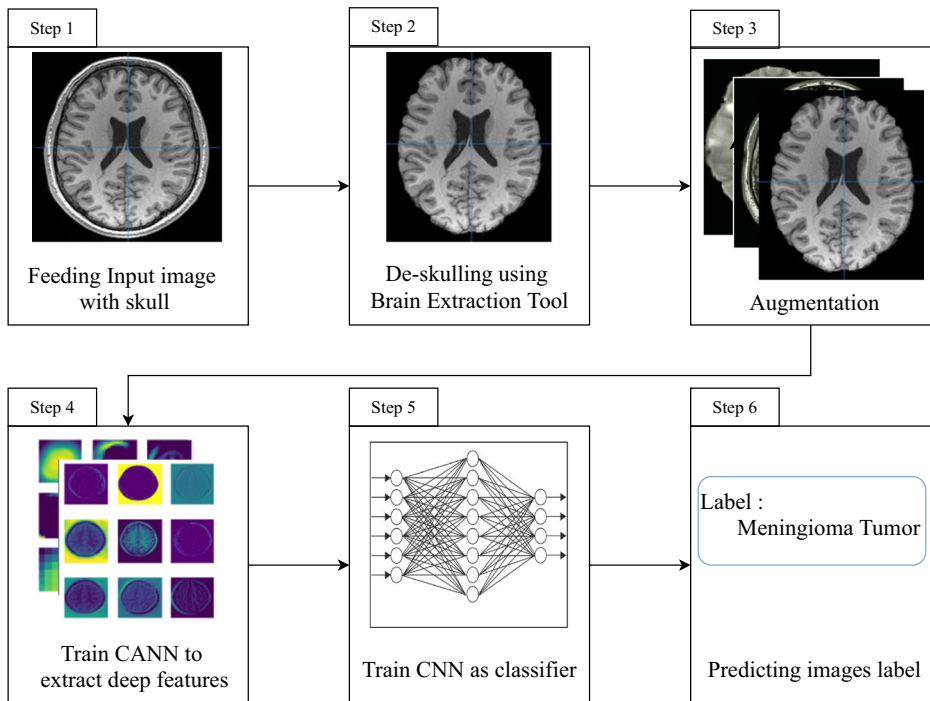 Step 1
Feeding Input image
with skull
Step 2
De-skulling using
Brain Extraction Tool
Step 3
Augmentation
Step 4
Train CANN to
extract deep features
Step 5
Train CNN as classifier
Step 6
Label :
Meningioma Tumor
Predicting images label